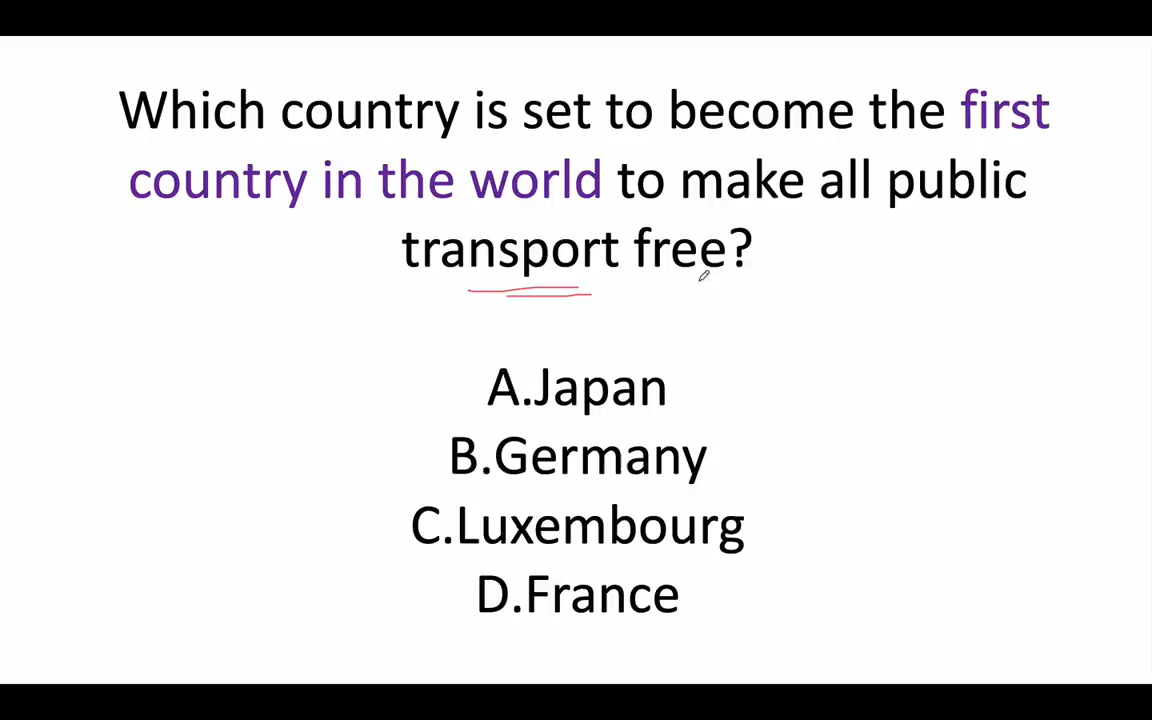 Which country is set to become the first
country in the world to make all public
transport free?
A.Japan
B.Germany
C.Luxembourg
D.France